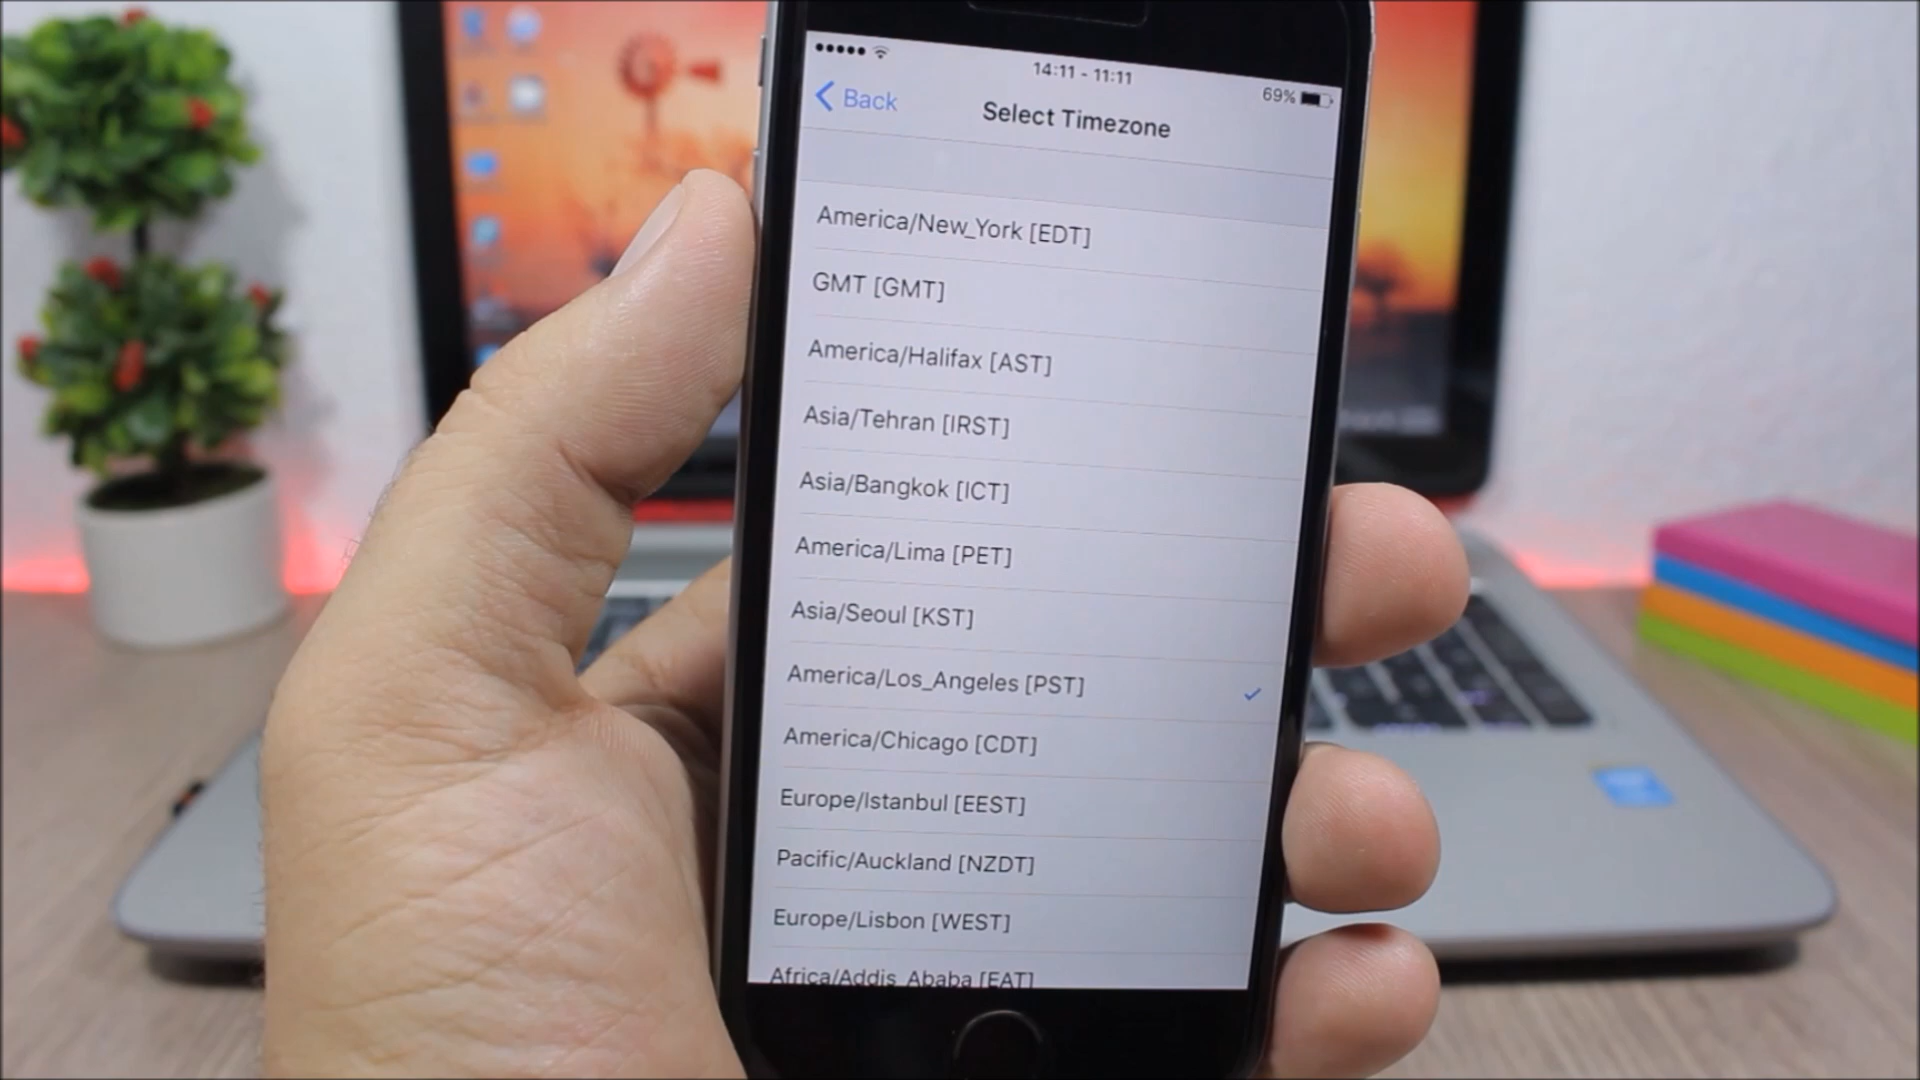 14:11 - 11:11
69%
Back
Select Timezone
America/New_York [EDT]
GMT [GMT]
America/Halifax [AST]
Asia/Tehran [IRST]
Asia/Bangkok [ICT]
America/Lima [PET]
Asia/Seoul [KST]
America/Los_Angeles [PST]
America/Chicago [CDT]
Europe/Istanbul [EEST]
Pacific/Auckland [NZDT]
Europe/Lisbon [WEST]
Africa/Addis_Ababa [EAT]